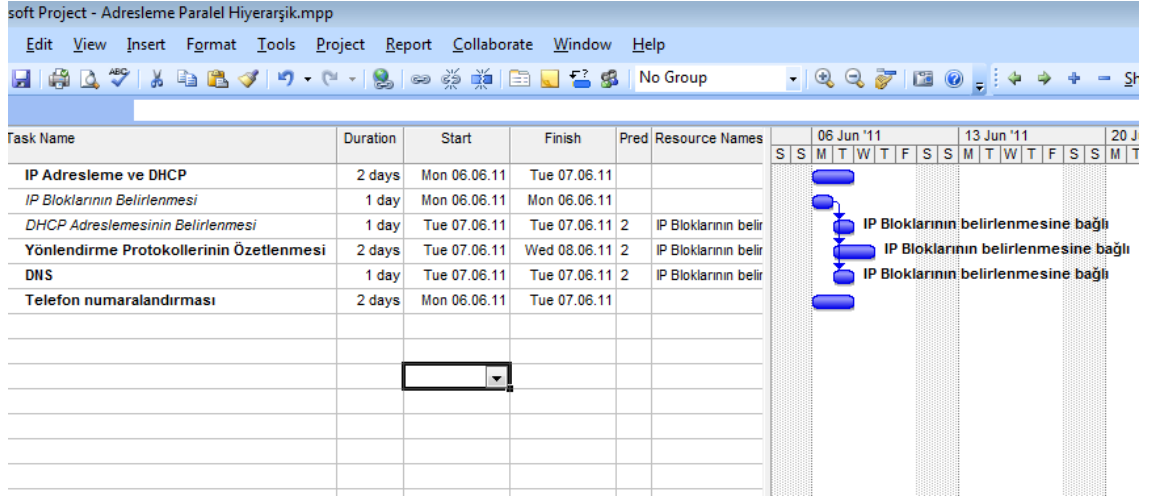 soft Project - Adresleme Paralel Hiyerarşik.mpp
Edit View Insert Format Tools Project Report Collaborate Window Help
ABC No Group Sh
Task Name Duration Start Finish Pred Resource Names 06 Jun '11 13 Jun '11 20 J
S S M T W T F S S M T W T F S S M T
IP Adresleme ve DHCP 2 days Mon 06.06.11 Tue 07.06.11
IP Bloklarının Belirlenmesi 1 day Mon 06.06.11 Mon 06.06.11
DHCP Adreslemesinin Belirlenmesi 1 day Tue 07.06.11 Tue 07.06.11 2 IP Bloklarının belir IP Bloklarının belirlenmesine bağlı
Yönlendirme Protokollerinin Özetlenmesi 2 days Tue 07.06.11 Wed 08.06.11 2 IP Bloklarının belir IP Bloklarının belirlenmesine bağlı
DNS 1 day Tue 07.06.11 Tue 07.06.11 2 IP Bloklarının belir IP Bloklarının belirlenmesine bağlı
Telefon numaralandırması 2 days Mon 06.06.11 Tue 07.06.11